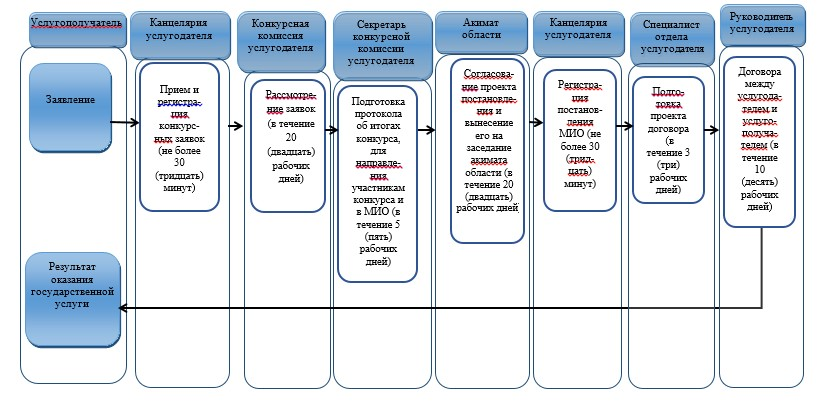 Услугополучатель
Канцелярия
услугодателя
Конкурсная
комиссия
услугодателя
Секретарь
конкурсной
комиссии
услугодателя
Акимат
области
Канцелярия
услугодателя
Специалист
отдела
услугодателя
Руководитель
услугодателя
Заявление
Прием и
регистра-
ция
конкурс-
ных заявок
(не более
30
(тридцать)
минут)
Рассмотре-
ние заявок
(в течение
20
(двадцать)
рабочих
дней)
Подготовка
протокола
об итогах
конкурса,
для
направле-
ния
участникам
конкурса и
в МИО (в
течение 5
(пять)
рабочих
дней)
Согласова-
ние проекта
постановле-
ния и
вынесение
его на
заседание
акимата
области (в
течение 20
(двадцать)
рабочих дней
Регистра-
ция
постанов-
ления
МИО (не
более 30
(трид-
цать)
минут)
Подго-
товка
проекта
договора
(в
течение 3
(три)
рабочих
дней)
Договора
между
услугода-
телем и
услуго-
получа-
телем (в
течение
10
(десять)
рабочих
дней)
Результат
оказания
государственной
услуги